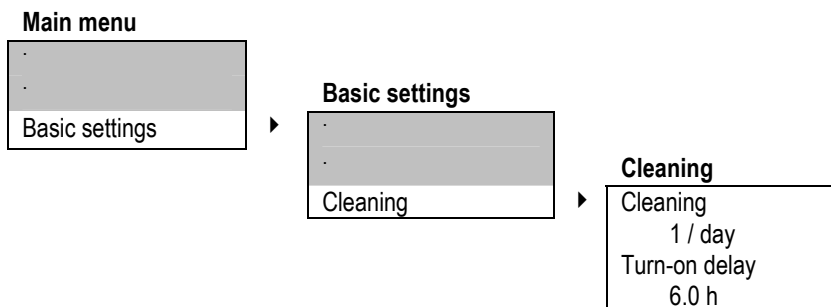 Main menu
.
.
Basic settings
Basic settings
.
.
Cleaning
Cleaning
Cleaning
1 / day
Turn-on delay
6.0 h